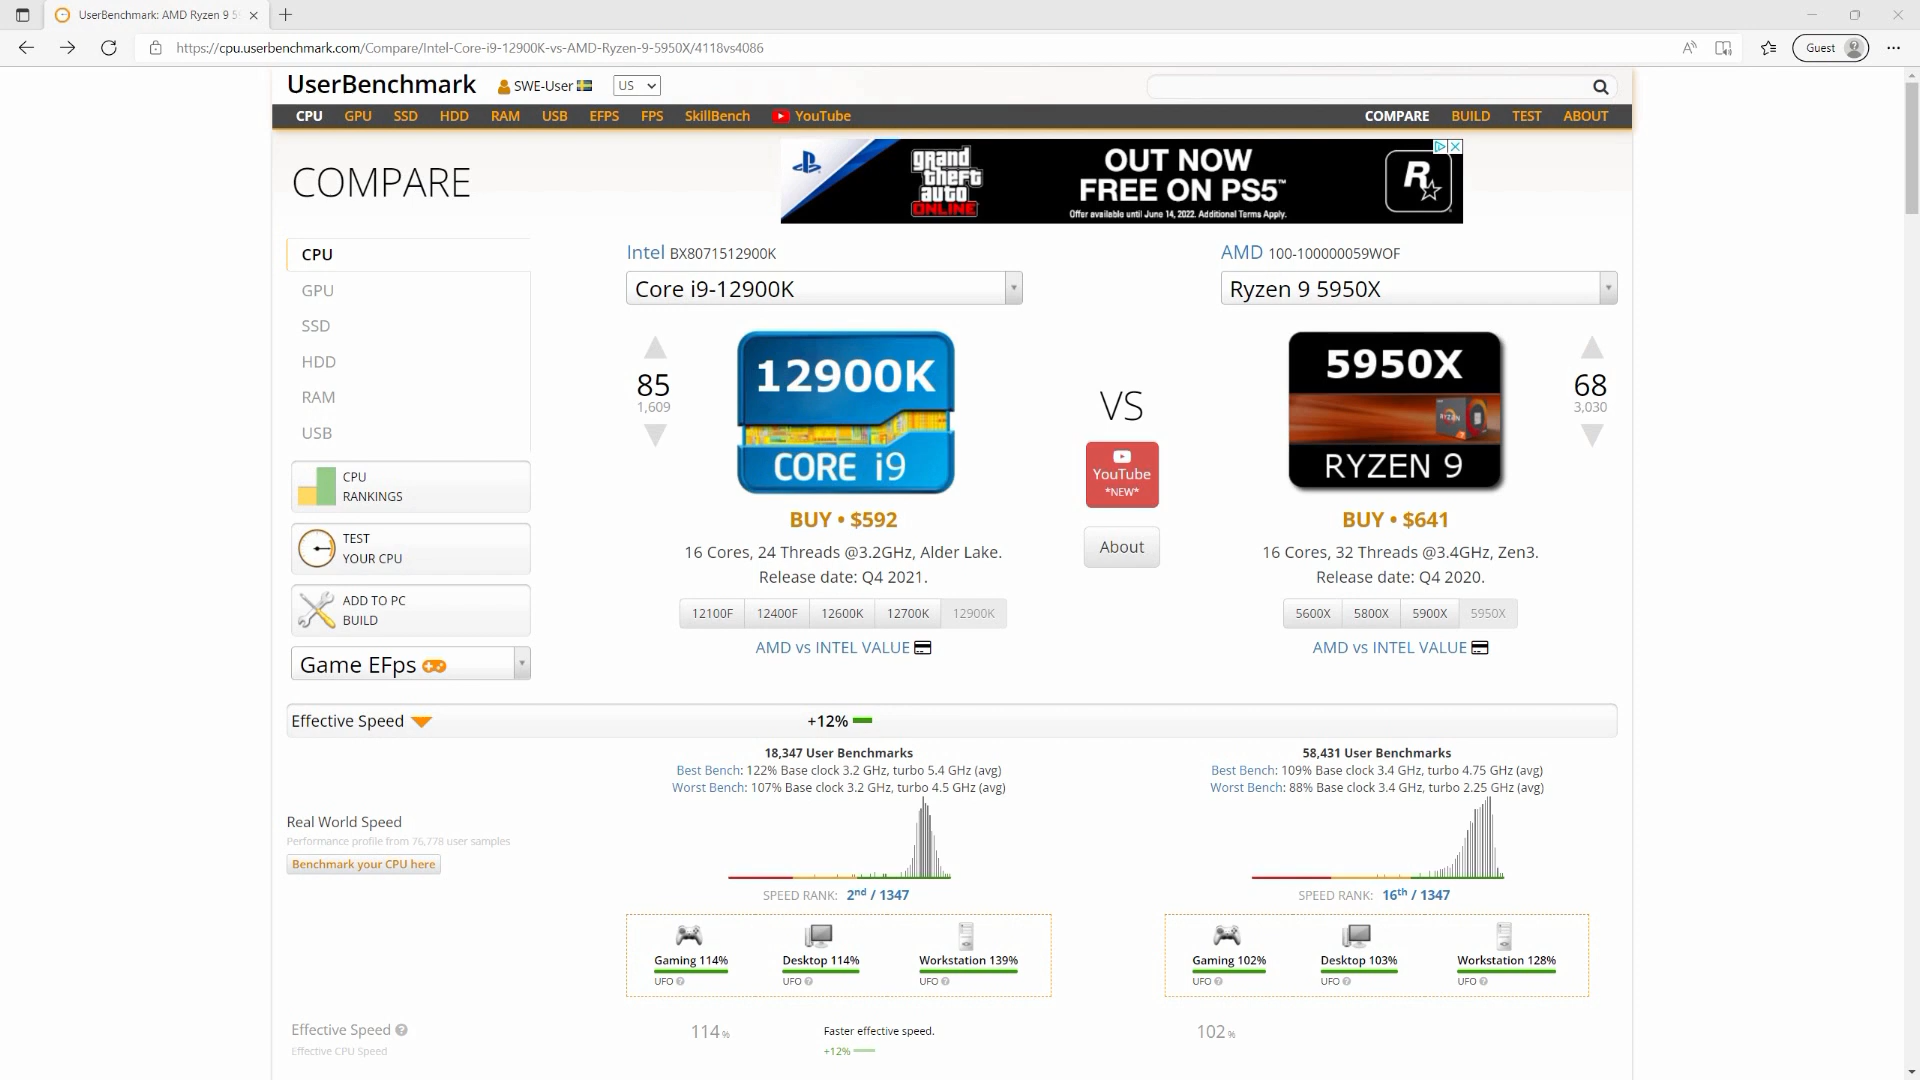 UserBenchmark: AMD Ryzen 9 5
https://cpu.userbenchmark.com/Compare/Intel-Core-i9-12900K-vs-AMD-Ryzen-9-5950X/4118vs4086
Guest
UserBenchmark
SWE-User
US
CPU GPU SSD HDD RAM USB EFPS FPS SkillBench YouTube
COMPARE BUILD TEST ABOUT
COMPARE
grand theft auto ONLINE
OUT NOW
FREE ON PS5™
Offer available until June 14, 2022. Additional Terms Apply.
R
CPU
GPU
SSD
HDD
RAM
USB
CPU
RANKINGS
TEST
YOUR CPU
ADD TO PC
BUILD
Game EFps
Intel BX8071512900K
Core i9-12900K
85
1,609
12900K
CORE i9
BUY • $592
16 Cores, 24 Threads @3.2GHz, Alder Lake.
Release date: Q4 2021.
12100F 12400F 12600K 12700K 12900K
AMD vs INTEL VALUE
VS
YouTube
*NEW*
About
AMD 100-100000059WOF
Ryzen 9 5950X
5950X
RYZEN
RYZEN 9
68
3,030
BUY • $641
16 Cores, 32 Threads @3.4GHz, Zen3.
Release date: Q4 2020.
5600X 5800X 5900X 5950X
AMD vs INTEL VALUE
Effective Speed
+12%
Real World Speed
Performance profile from 76,778 user samples
Benchmark your CPU here
18,347 User Benchmarks
Best Bench: 122% Base clock 3.2 GHz, turbo 5.4 GHz (avg)
Worst Bench: 107% Base clock 3.2 GHz, turbo 4.5 GHz (avg)
SPEED RANK: 2nd / 1347
Gaming 114% Desktop 114% Workstation 139%
UFO UFO UFO
58,431 User Benchmarks
Best Bench: 109% Base clock 3.4 GHz, turbo 4.75 GHz (avg)
Worst Bench: 88% Base clock 3.4 GHz, turbo 2.25 GHz (avg)
SPEED RANK: 16th / 1347
Gaming 102% Desktop 103% Workstation 128%
UFO UFO UFO
Effective Speed
Effective CPU Speed
114 %
Faster effective speed.
+12%
102 %